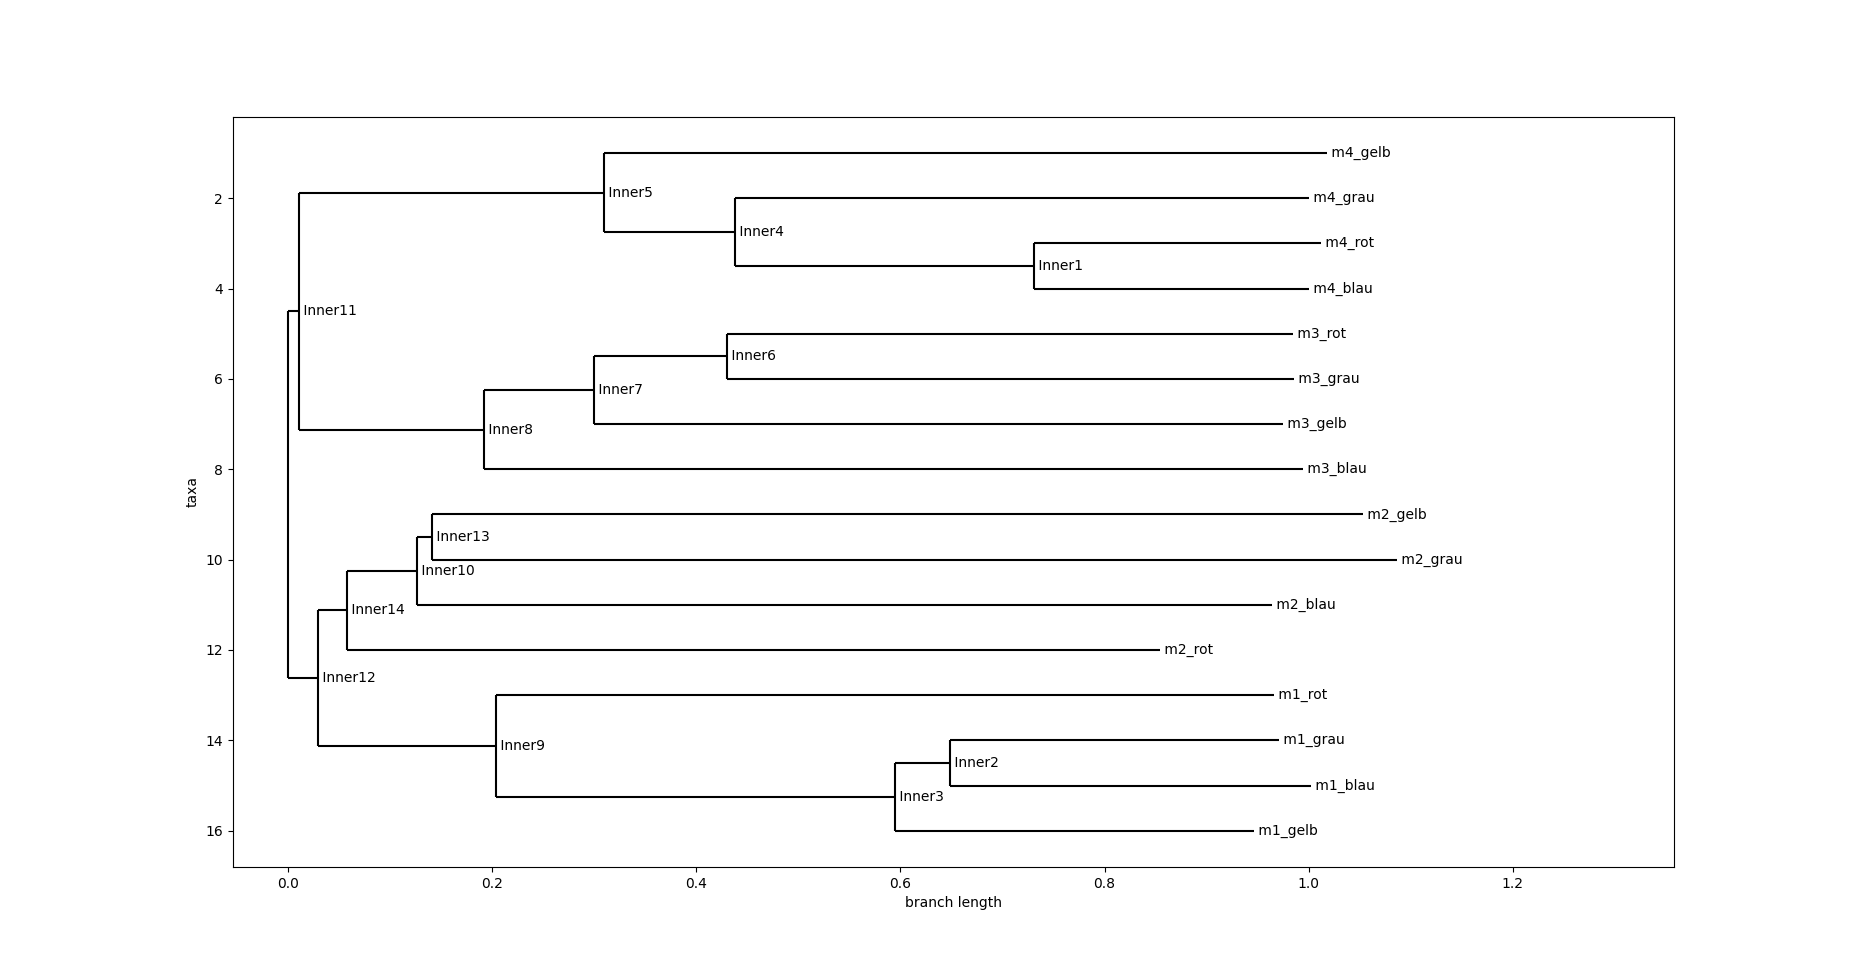 m4_gelb
2
m4_grau
Inner5
Inner4
m4_rot
Inner1
4
m4_blau
Inner11
m3_rot
Inner6
6
m3_grau
Inner7
m3_gelb
Inner8
8
m3_blau
taxa
m2_gelb
Inner13
10
m2_grau
Inner10
m2_blau
Inner14
12
m2_rot
Inner12
m1_rot
14
m1_grau
Inner9
Inner2
m1_blau
Inner3
16
m1_gelb
0.0 0.2 0.4 0.6 0.8 1.0 1.2
branch length